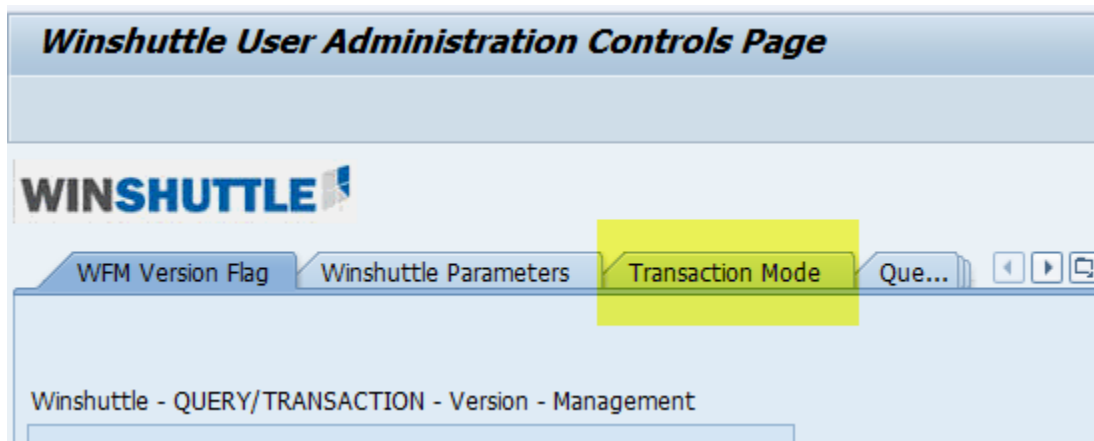 Winshuttle User Administration Controls Page
WINSHUTTLE
WFM Version Flag Winshuttle Parameters Transaction Mode Que...
Winshuttle - QUERY/TRANSACTION - Version - Management